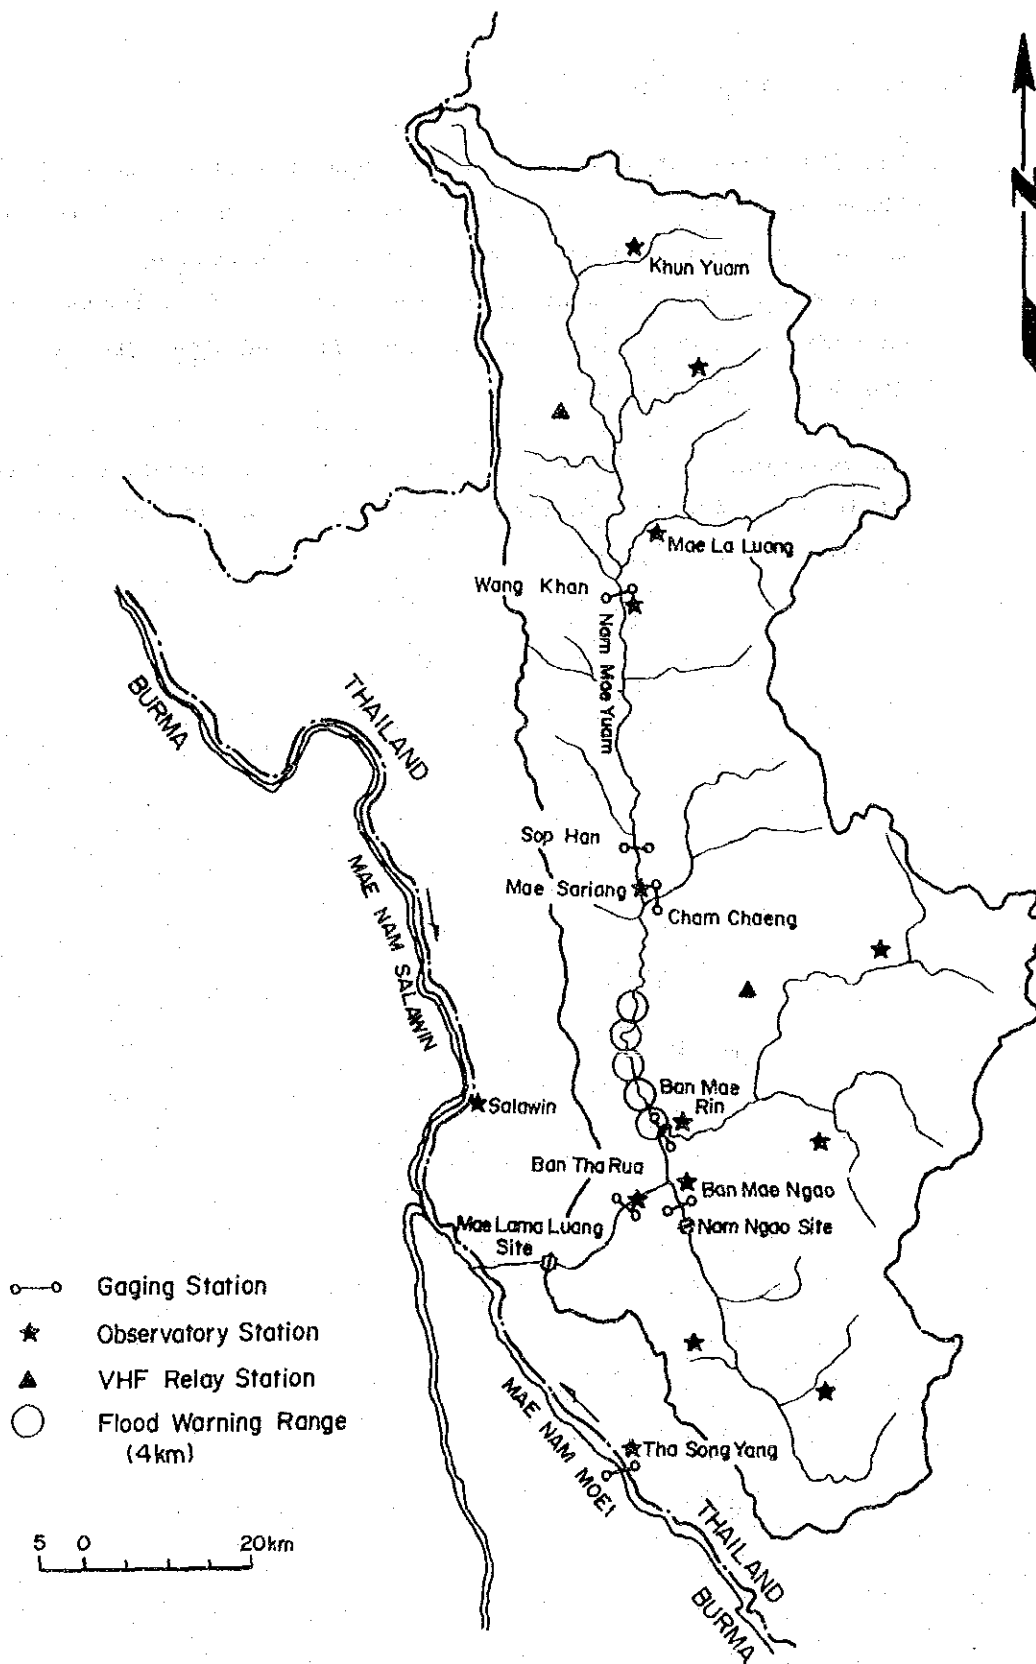 N
Khun Yuam
Mae La Luang
Wang Khan
Nam Mae Yuam
THAILAND
BURMA
Sop Han
Mae Sariang
Cham Chaeng
MAE NAM SALAWIN
Ban Mae
Rin
Salawin
Ban Tha Rua
Ban Mae Ngao
Mae Lama Luang
Site
Nam Ngao Site
Gaging Station
Observatory Station
VHF Relay Station
Flood Warning Range
(4km)
MAE NAM MOEI
Tha Song Yang
THAILAND
BURMA
5 0 20km